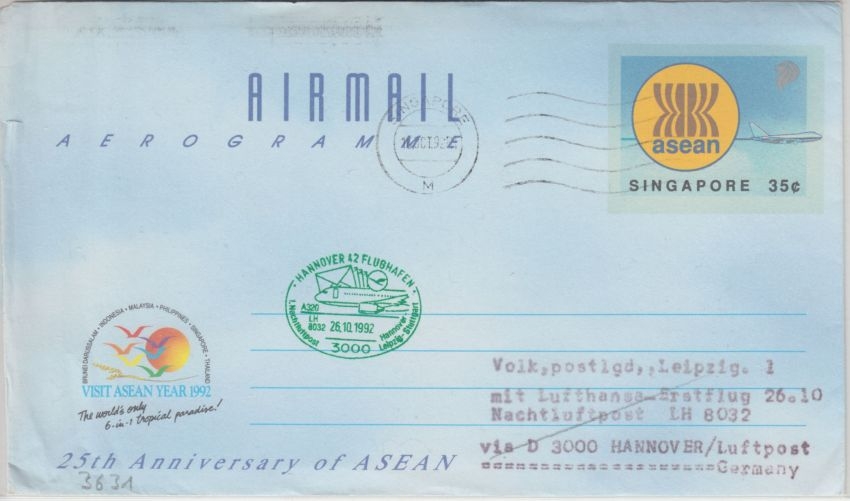 AIRMAIL
AEROGRAMME
SINGAPORE
M
asean
SINGAPORE 35¢
HANNOVER 42 FLUGHAFEN
A320
LH
8032
26.10.1992
1. Nachtluftpost
Hannover-
Leipzig-Stuttgart
3000
BRUNEI DARUSSALAM • INDONESIA • MALAYSIA • PHILIPPINES • SINGAPORE • THAILAND
VISIT ASEAN YEAR 1992
The world's only
6-in-1 tropical paradise!
25th Anniversary of ASEAN
3631
Volk,postlgd,,Leipzig. 1
mit Lufthansa-Erstflug 26.10
Nachtluftpost LH 8032
via D 3000 HANNOVER/Luftpost
Germany